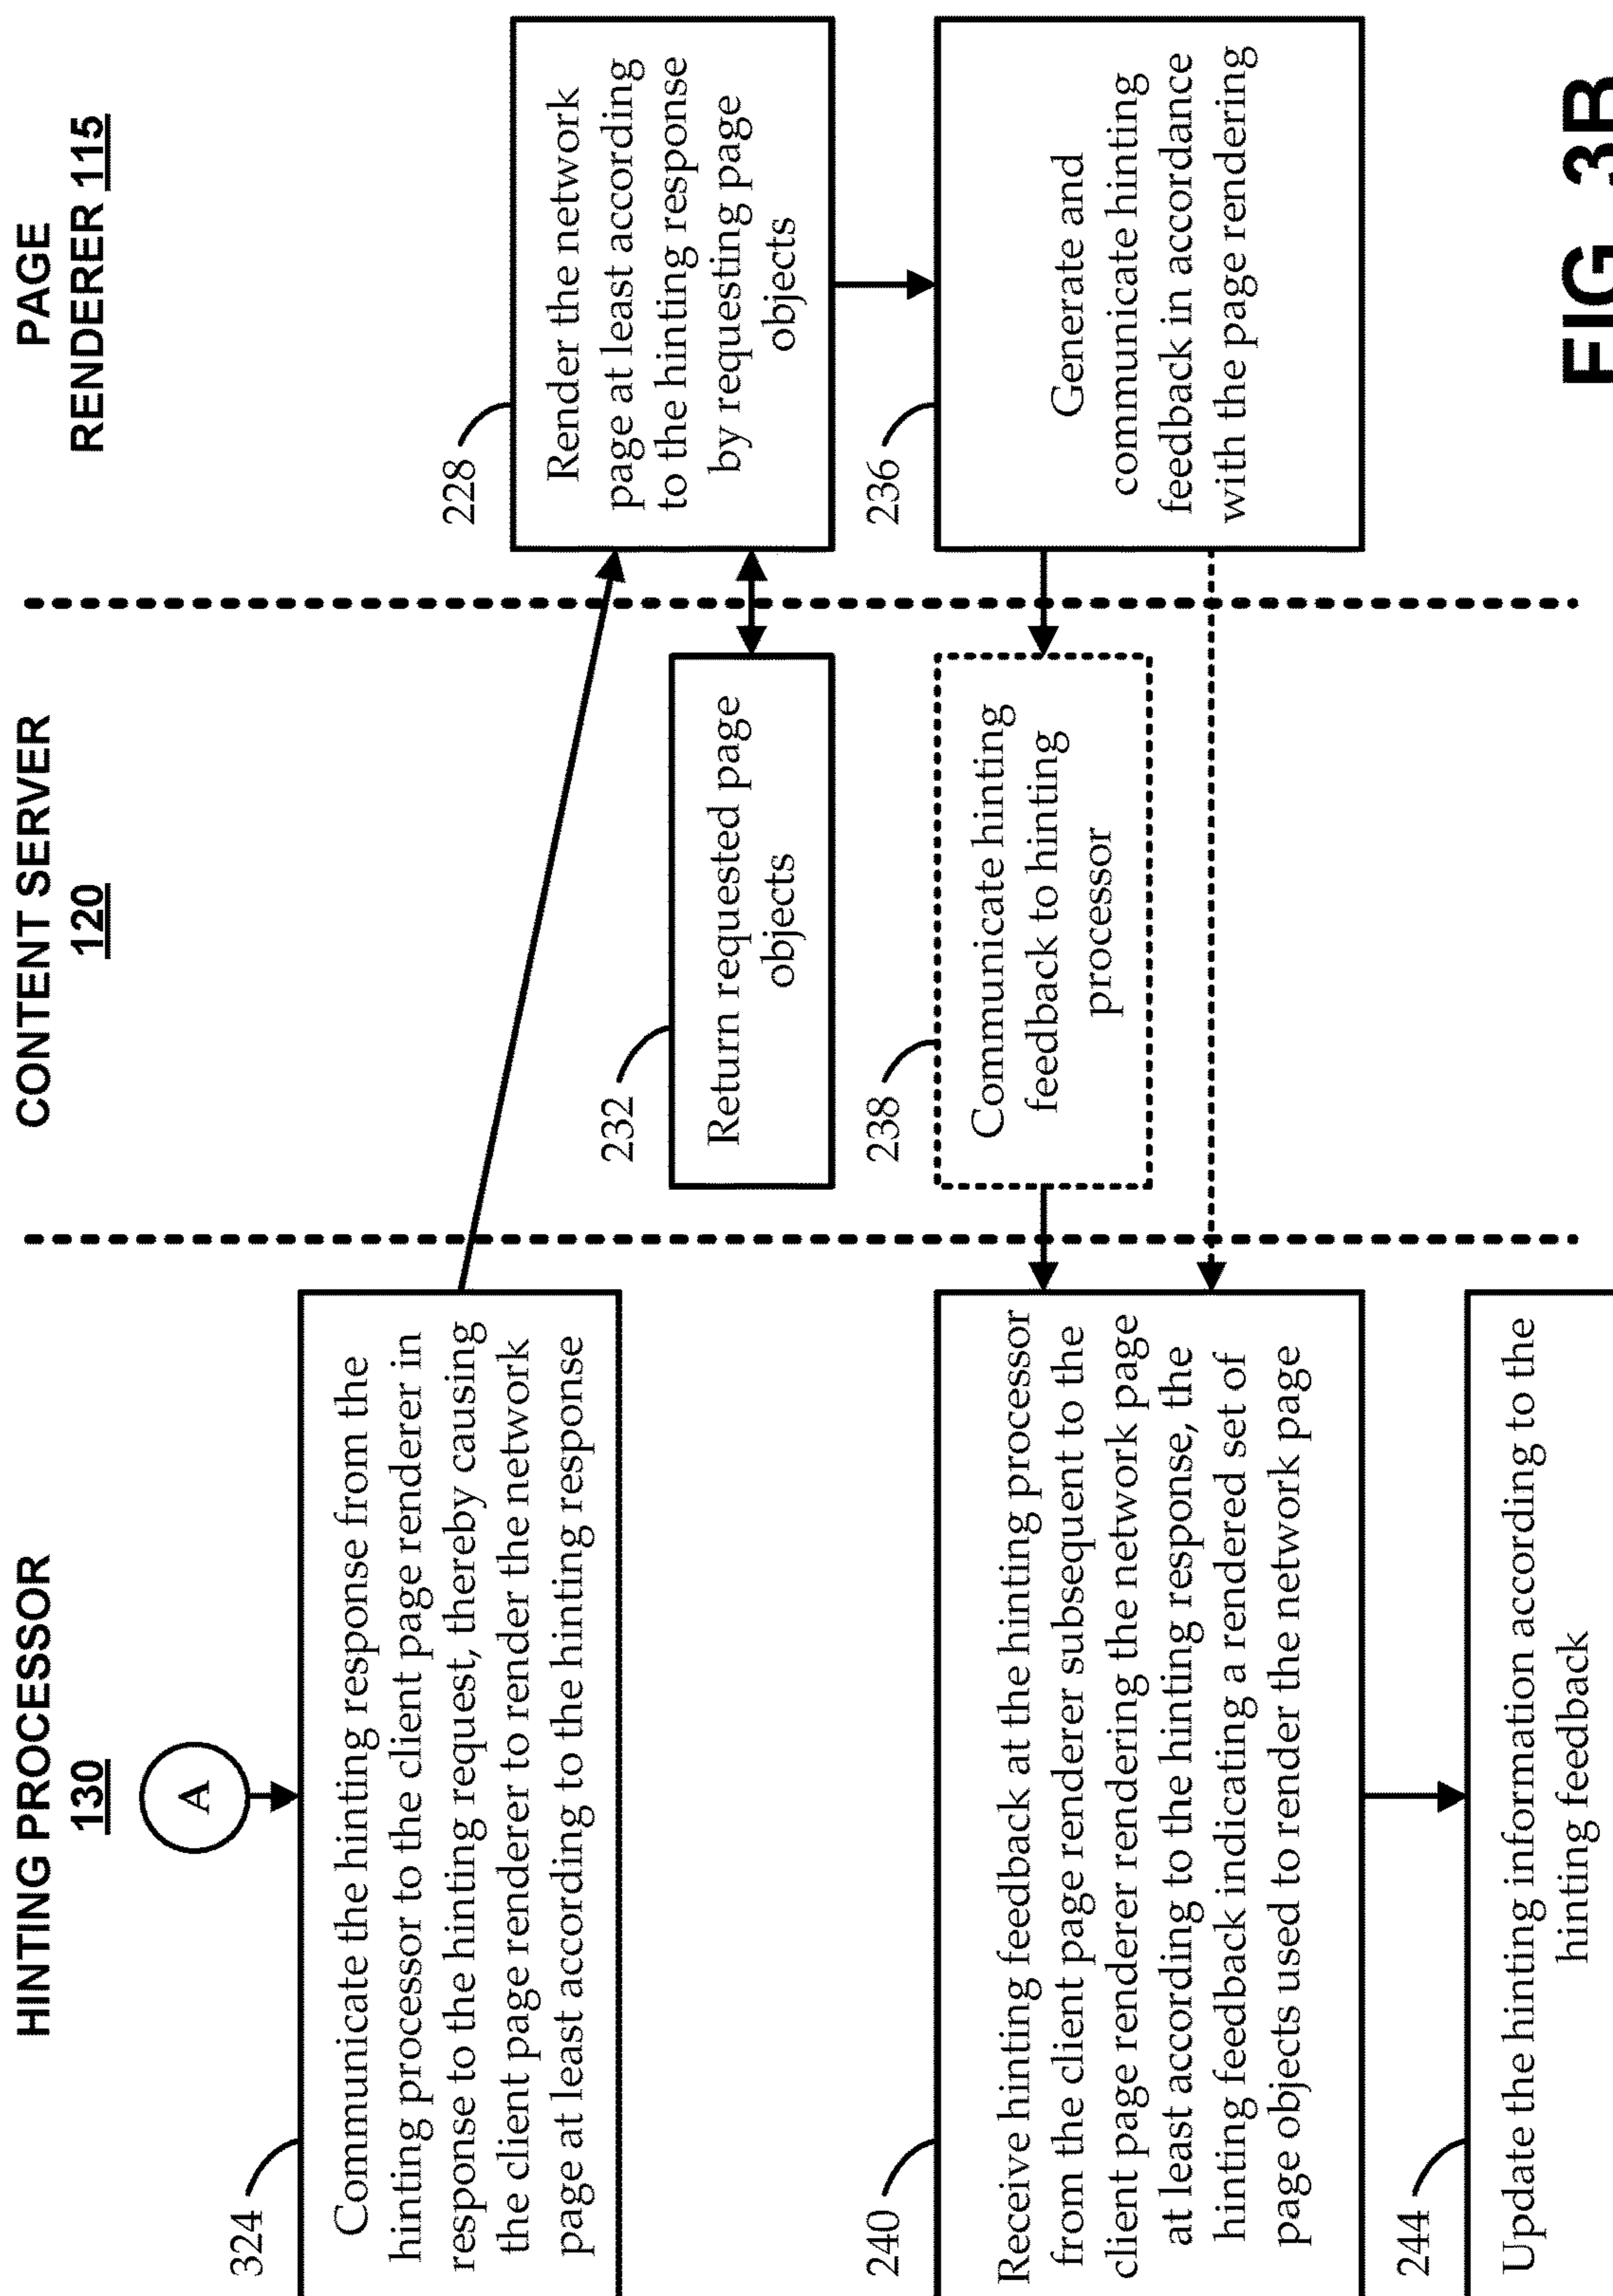 HINTING PROCESSOR
130
CONTENT SERVER
120
PAGE
RENDERER 115
A
324
Communicate the hinting response from the
hinting processor to the client page renderer in
response to the hinting request, thereby causing
the client page renderer to render the network
page at least according to the hinting response
228
Render the network
page at least according
to the hinting response
by requesting page
objects
232
Return requested page
objects
236
Generate and
communicate hinting
feedback in accordance
with the page rendering
238
Communicate hinting
feedback to hinting
processor
240
Receive hinting feedback at the hinting processor
from the client page renderer subsequent to the
client page renderer rendering the network page
at least according to the hinting response, the
hinting feedback indicating a rendered set of
page objects used to render the network page
244
Update the hinting information according to the
hinting feedback
FIG. 3B